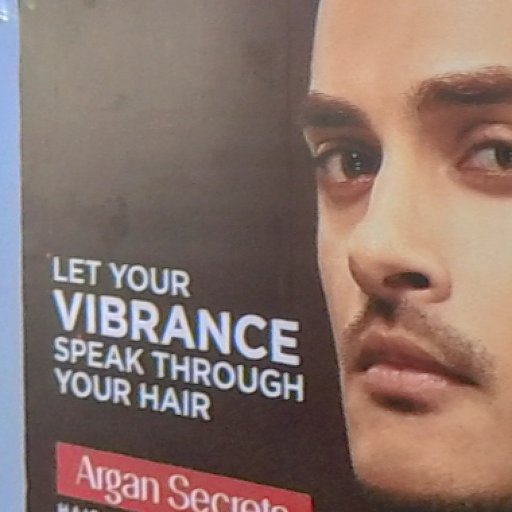 LET YOUR
VIBRANCE
SPEAK THROUGH
YOUR HAIR
Argan Secrets